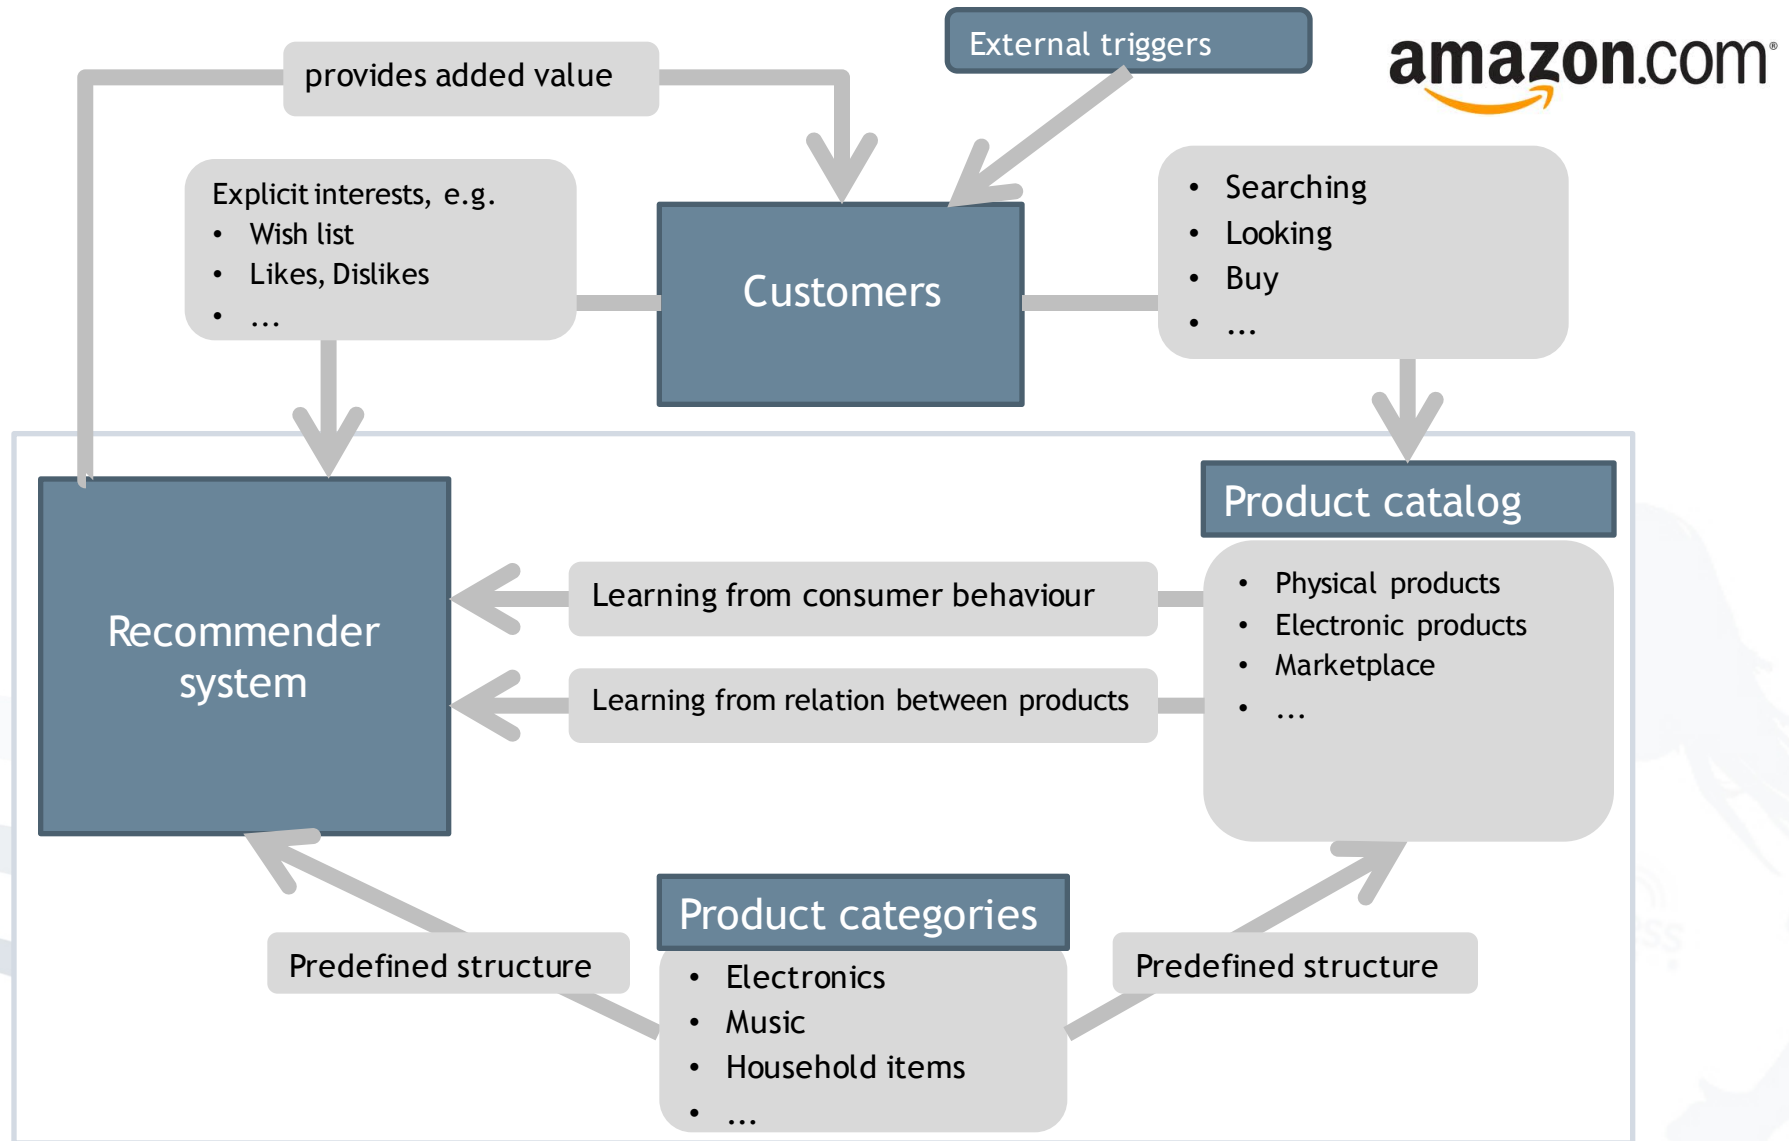 External triggers
amazon.com®
provides added value
Explicit interests, e.g.
• Wish list
• Likes, Dislikes
• ...
Customers
• Searching
• Looking
• Buy
• ...
Recommender
system
Product catalog
• Physical products
• Electronic products
• Marketplace
• ...
Learning from consumer behaviour
Learning from relation between products
Product categories
• Electronics
• Music
• Household items
• ...
Predefined structure
Predefined structure